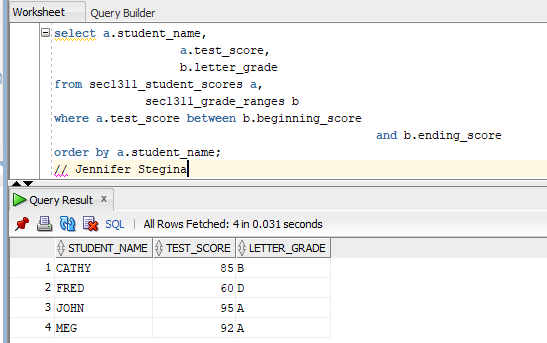 Worksheet Query Builder
select a.student_name,
a.test_score,
b.letter_grade
from sec1311_student_scores a,
sec1311_grade_ranges b
where a.test_score between b.beginning_score
and b.ending_score
order by a.student_name;
// Jennifer Stegina
Query Result x
SQL | All Rows Fetched: 4 in 0.031 seconds
STUDENT_NAME TEST_SCORE LETTER_GRADE
1 CATHY 85 B
2 FRED 60 D
3 JOHN 95 A
4 MEG 92 A